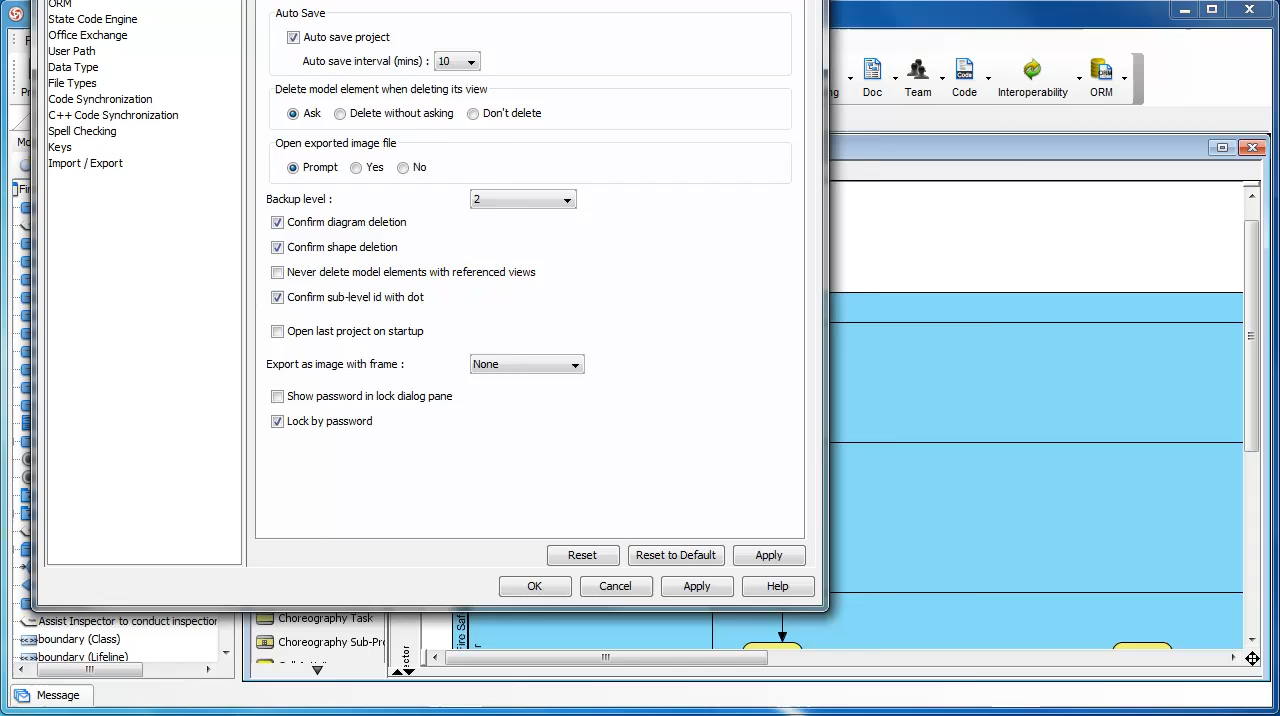 ORM
State Code Engine
Office Exchange
User Path
Data Type
File Types
Code Synchronization
C++ Code Synchronization
Spell Checking
Keys
Import / Export
Auto Save
Auto save project
Auto save interval (mins) : 10
Delete model element when deleting its view
Ask Delete without asking Don't delete
Open exported image file
Prompt Yes No
Backup level : 2
Confirm diagram deletion
Confirm shape deletion
Never delete model elements with referenced views
Confirm sub-level id with dot
Open last project on startup
Export as image with frame : None
Show password in lock dialog pane
Lock by password
Reset Reset to Default Apply
OK Cancel Apply Help
Doc Team Code Interoperability ORM
Assist Inspector to conduct inspection
boundary (Class)
boundary (Lifeline)
Choreography Task
Choreography Sub-Pr
Message